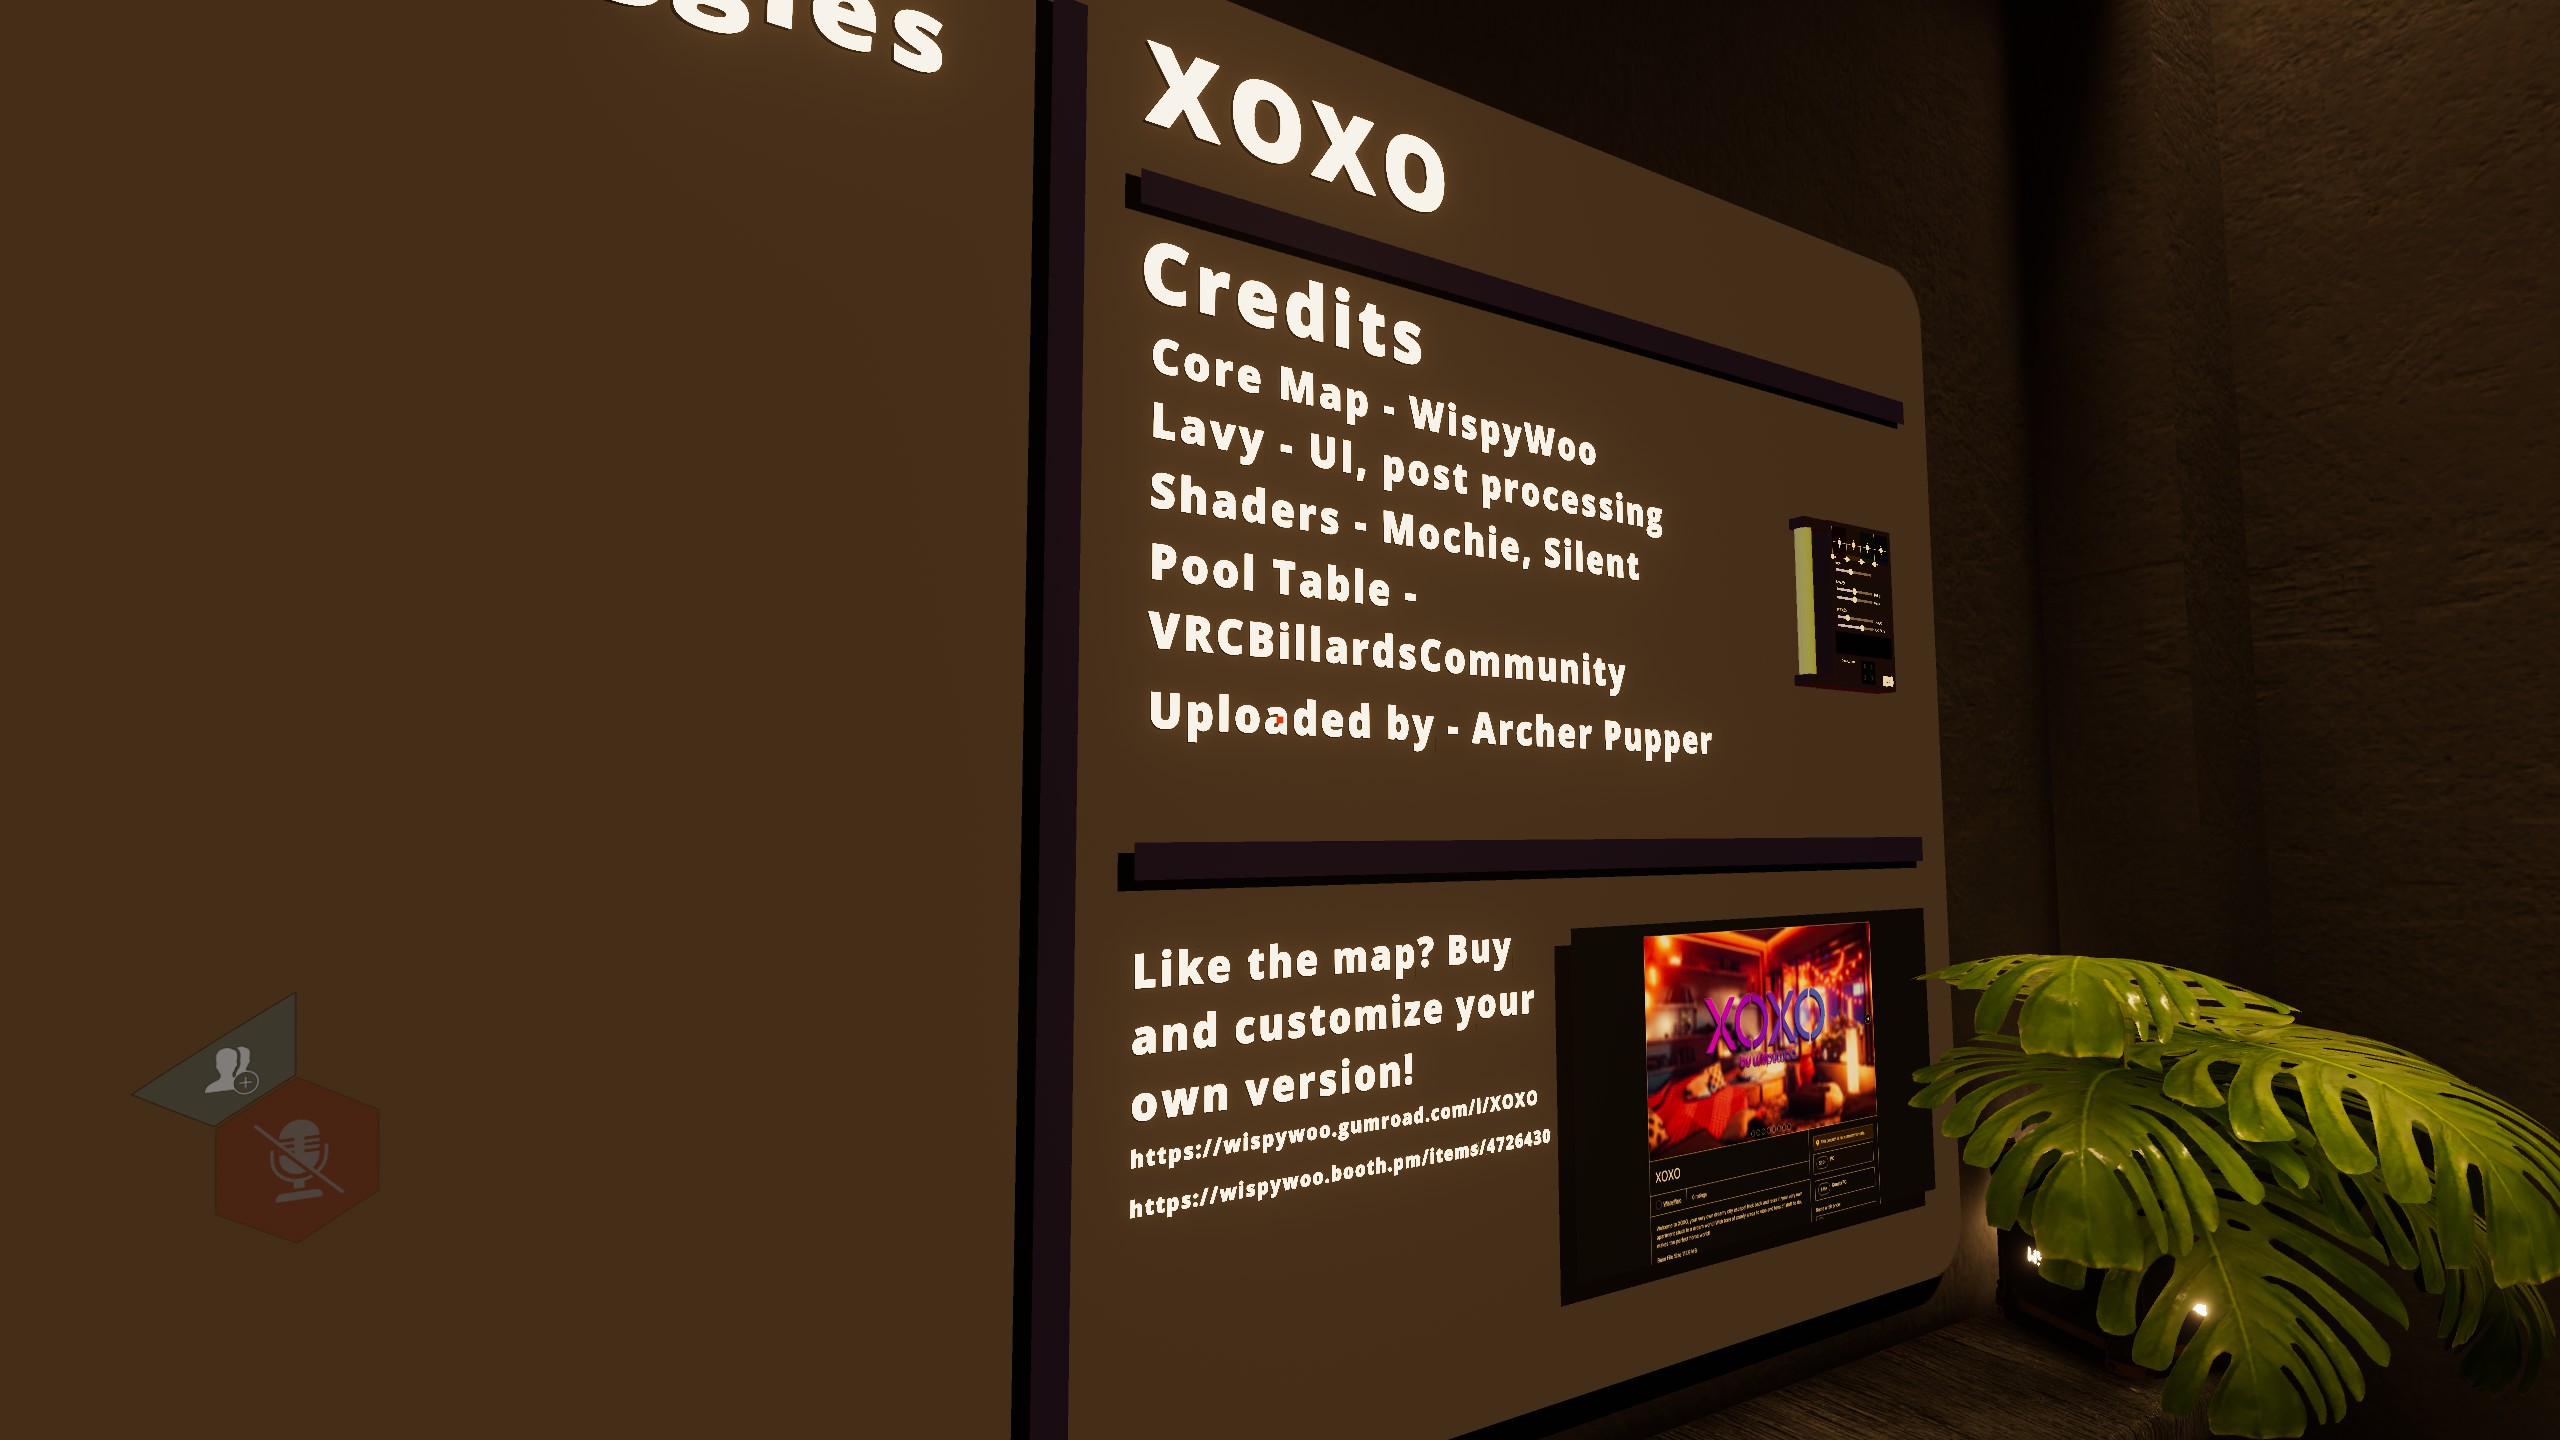 XOXO
Credits
Core Map - WispyWoo
Lavy - UI, post processing
Shaders - Mochie, Silent
Pool Table -
VRCBillardsCommunity
Uploaded by - Archer Pupper
Like the map? Buy
and customize your
own version!
https://wispywoo.gumroad.com/l/XOXO
https://wispywoo.booth.pm/items/4726430
XOXO
by wispywoo
XOXO